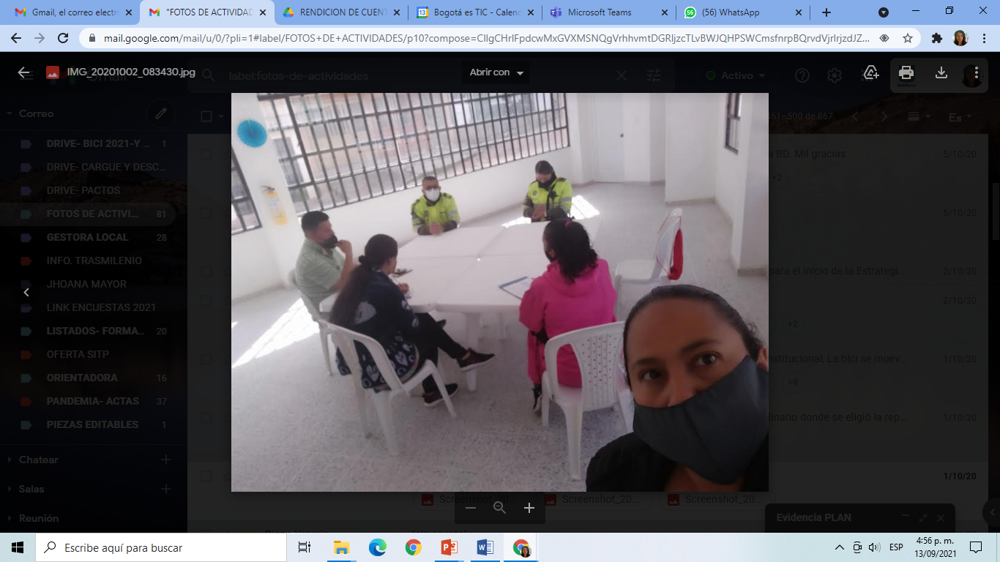 Gmail, el correo electró
"FOTOS DE ACTIVIDAD
RENDICION DE CUENT
Bogotá es TIC - Calend
Microsoft Teams
(56) WhatsApp
mail.google.com/mail/u/0/?pli=1#label/FOTOS+DE+ACTIVIDADES/p10?compose=
IMG_20201002_083430.jpg
label:fotos-de-actividades
Abrir con
Activo
Correo
451–500 de 867
Es
DRIVE- BICI 2021-Y ... 1
DRIVE- CARGUE Y DESC...
DRIVE- PACTOS
FOTOS DE ACTIVI... 81
GESTORA LOCAL 28
INFO. TRASMILENIO
JHOANA MAYOR
LINK ENCUESTAS 2021
LISTADOS- FORMA... 20
OFERTA SITP
ORIENTADORA 16
PANDEMIA- ACTAS 37
PIEZAS EDITABLES 1
Chatear
Salas
Reunión
a BD. Mil gracias 5/10/20
+2
5/10/20
para el Inicio de la Estrategi... 2/10/20
2/10/20
+2
nstitucional: La bici se muev... 1/10/20
+9
dinario donde se eligió la rep... 1/10/20
1/10/20
Screenshot_20... Screenshot_20... Screenshot_20...
Evidencia PLAN
Escribe aquí para buscar
ESP
4:56 p. m.
13/09/2021